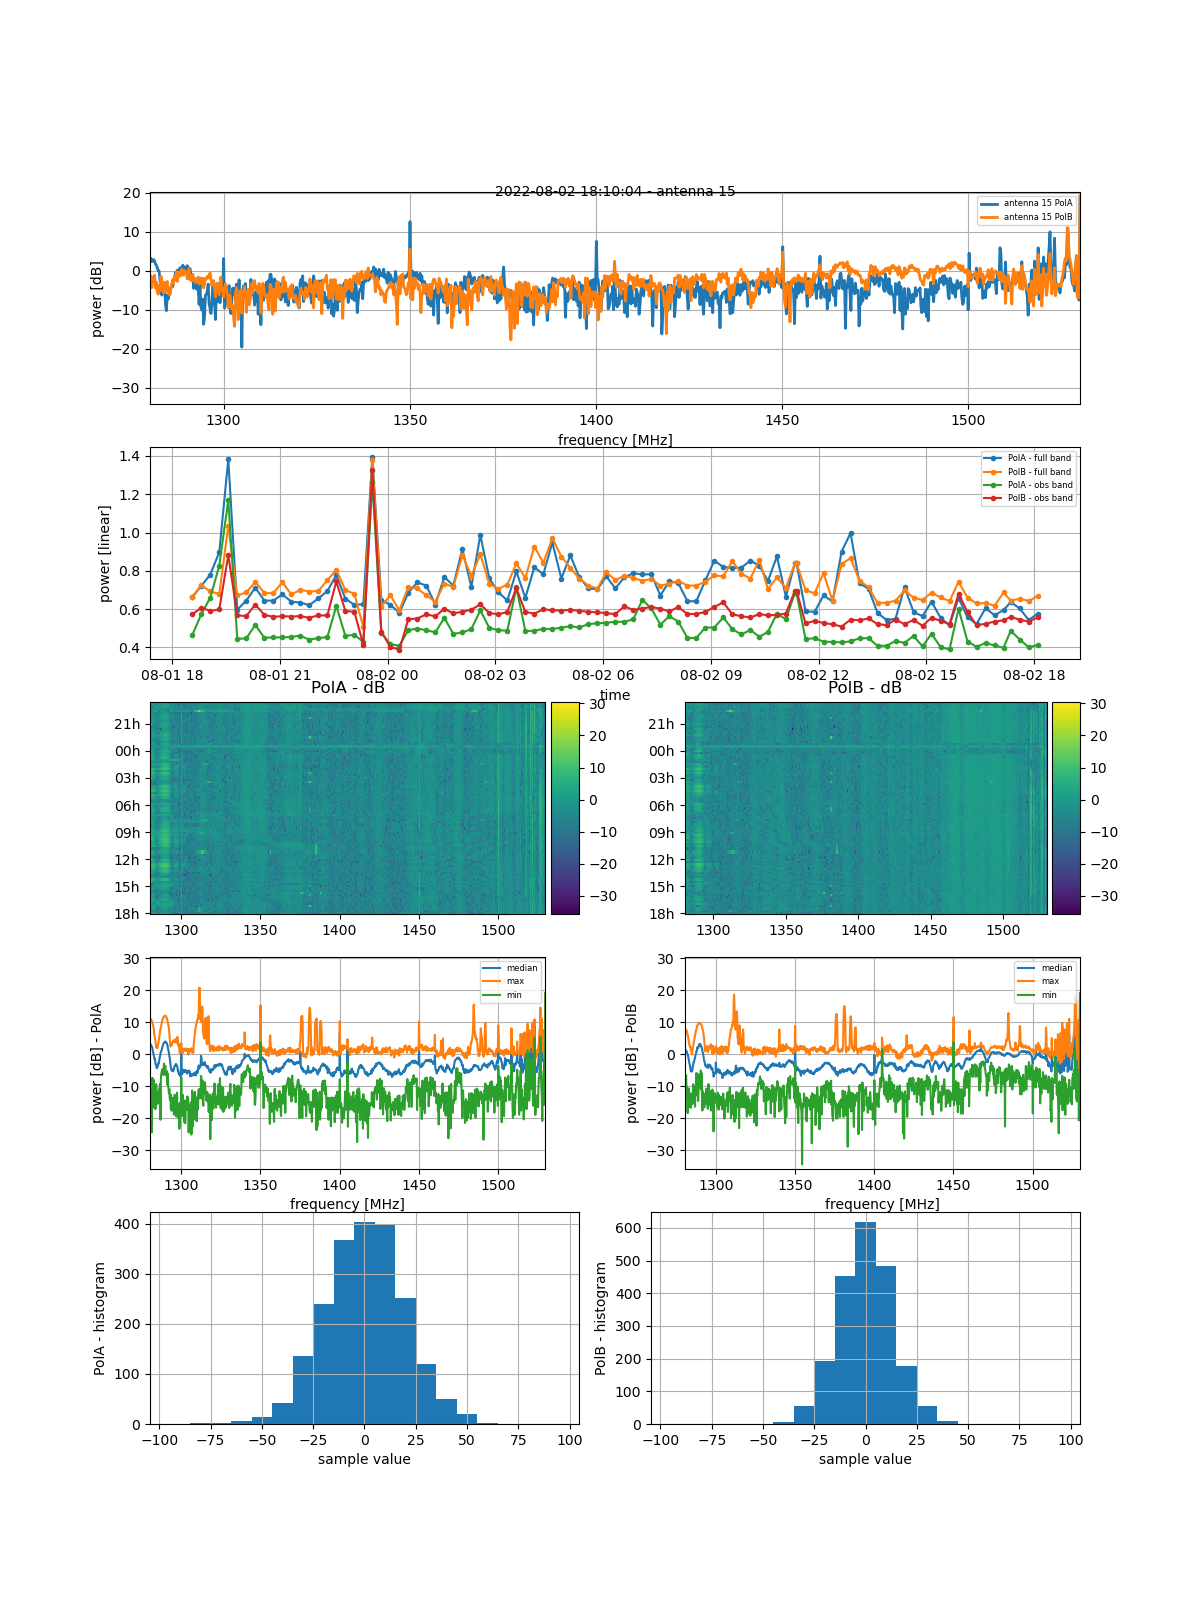 2022-08-02 18:10:04 - antenna 15
20
10
0
−10
−20
−30
power [dB]
antenna 15 PolA
antenna 15 PolB
1300 1350 1400 1450 1500
frequency [MHz]
1.4
1.2
1.0
0.8
0.6
0.4
power [linear]
PolA - full band
PolB - full band
PolA - obs band
PolB - obs band
08-01 18 08-01 21 08-02 00 08-02 03 08-02 06 08-02 09 08-02 12 08-02 15 08-02 18
time
PolA - dB
21h
00h
03h
06h
09h
12h
15h
18h
1300 1350 1400 1450 1500
30
20
10
0
−10
−20
−30
PolB - dB
21h
00h
03h
06h
09h
12h
15h
18h
1300 1350 1400 1450 1500
30
20
10
0
−10
−20
−30
30
20
10
0
−10
−20
−30
power [dB] - PolA
median
max
min
1300 1350 1400 1450 1500
frequency [MHz]
30
20
10
0
−10
−20
−30
power [dB] - PolB
median
max
min
1300 1350 1400 1450 1500
frequency [MHz]
400
300
200
100
0
PolA - histogram
−100 −75 −50 −25 0 25 50 75 100
sample value
600
500
400
300
200
100
0
PolB - histogram
−100 −75 −50 −25 0 25 50 75 100
sample value